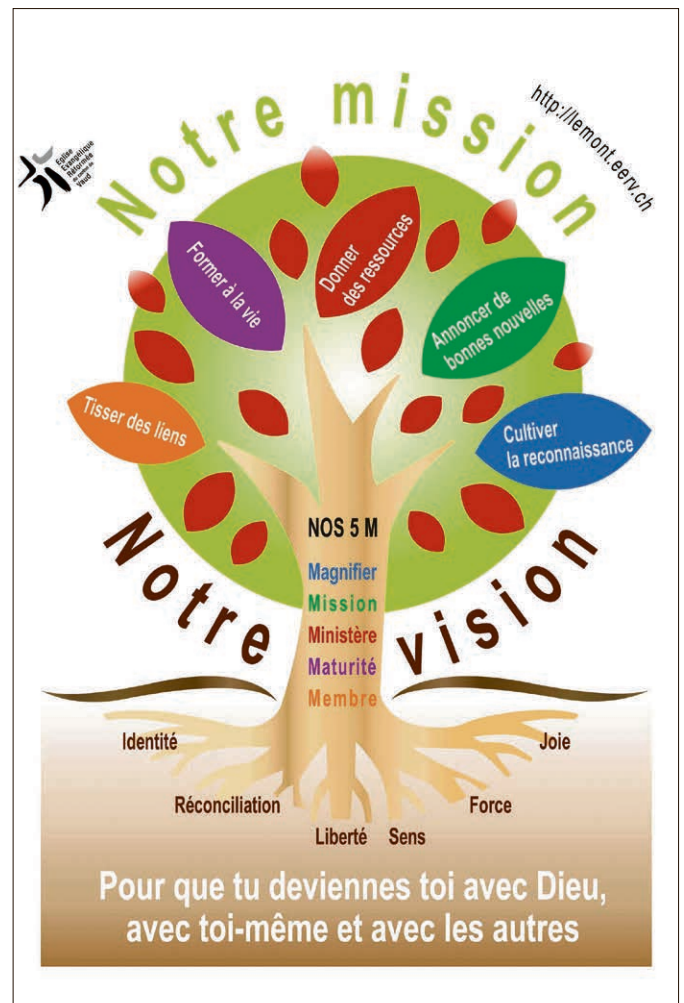 Notre mission
http://lemont.eerv.ch
Eglise
Evangélique
Réformée
du canton de
Vaud
Former à la vie
Donner
des ressources
Annoncer de
bonnes nouvelles
Tisser des liens
Cultiver
la reconnaissance
Notre vision
NOS 5 M
Magnifier
Mission
Ministère
Maturité
Membre
Identité
Joie
Réconciliation
Force
Liberté
Sens
Pour que tu deviennes toi avec Dieu,
avec toi-même et avec les autres